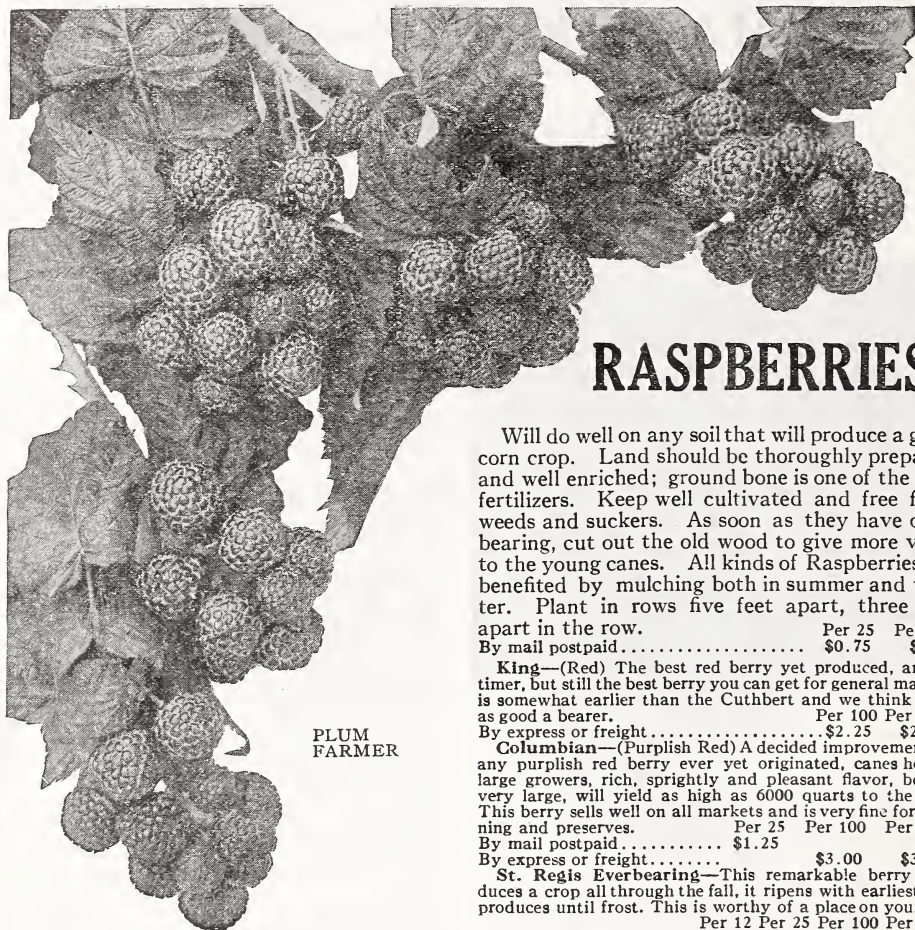 RASPBERRIES
Will do well on any soil that will produce a
corn crop. Land should be thoroughly
and well enriched; ground bone is one of the
fertilizers. Keep well cultivated and free
weeds and suckers. As soon as they have
bearing, cut out the old wood to give more
to the young canes. All kinds of Raspberries
benefited by mulching both in summer and
ter. Plant in rows five feet apart, three
apart in the row. Per 25
By mail postpaid................... $0.75
King—(Red) The best red berry yet produced,
timer, but still the best berry you can get for general
is somewhat earlier than the Cuthbert and we think
as good a bearer. Per 100 Per
By express or freight...................$2.25
Columbian—(Purplish Red) A decided
any purplish red berry ever yet originated, canes
large growers, rich, sprightly and pleasant flavor,
very large, will yield as high as 6000 quarts to the
This berry sells well on all markets and is very fine for
ning and preserves. Per 25 Per 100 Per
By mail postpaid........... $1.25
By express or freight........ $3.00
St. Regis Everbearing—This remarkable berry
duces a crop all through the fall, it ripens with earliest
produces until frost. This is worthy of a place on
Per 12 Per 25 Per 100 Per
PLUM
FARMER